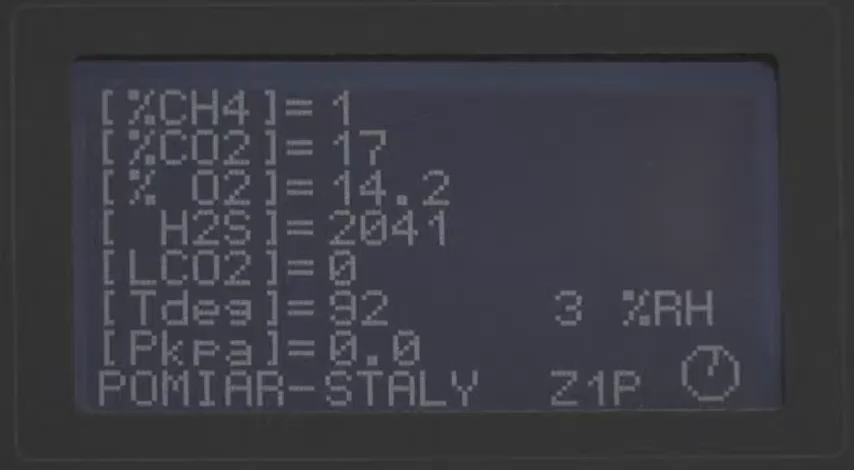 [%CH4]= 1
[%CO2]= 17
[% O2]= 14.2
[ H2S]= 2041
[LCO2]= 0
[Tdeg]= 92 3 %RH
[Pkpa]= 0.0
POMIAR-STALY Z1P